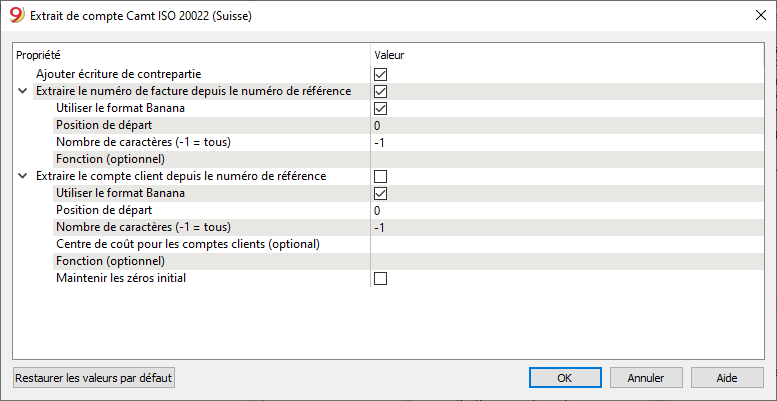 9 Extrait de compte Camt ISO 20022 (Suisse)
Propriété Valeur
Ajouter écriture de contrepartie
Extraire le numéro de facture depuis le numéro de référence
Utiliser le format Banana
Position de départ 0
Nombre de caractères (-1 = tous) -1
Fonction (optionnel)
Extraire le compte client depuis le numéro de référence
Utiliser le format Banana
Position de départ 0
Nombre de caractères (-1 = tous) -1
Centre de coût pour les comptes clients (optional)
Fonction (optionnel)
Maintenir les zéros initial
Restaurer les valeurs par défaut OK Annuler Aide